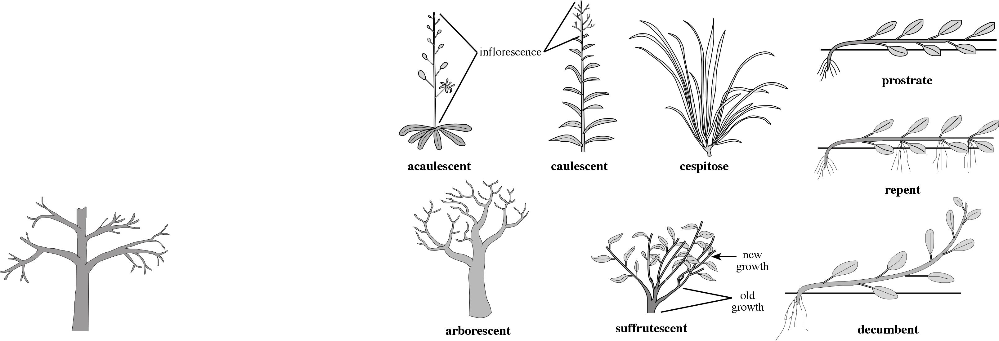 inflorescence
acaulescent
caulescent
cespitose
prostrate
repent
arborescent
new
growth
old
growth
suffrutescent
decumbent